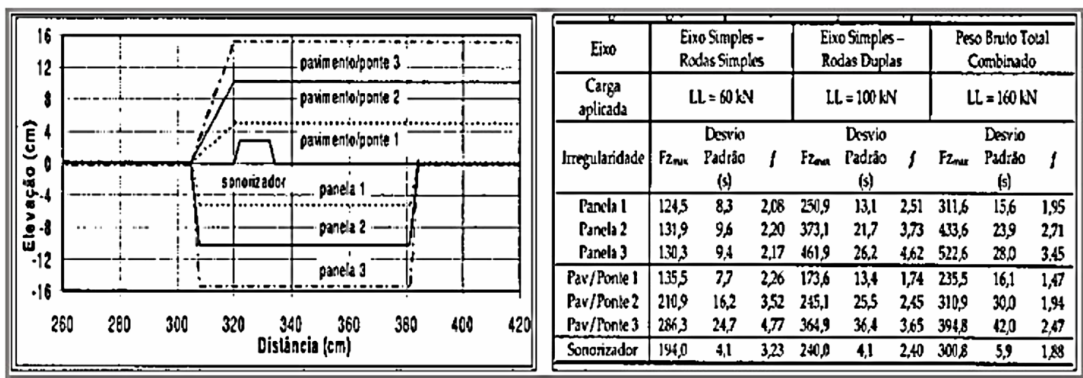 16
12
8
4
0
-4
-8
-12
-16
Elevação (cm)
pavimento/ponte 3
pavimento/ponte 2
pavimento/ponte 1
sonorizador
panela 1
panela 2
panela 3
260 280 300 320 340 360 380 400 420
Distância (cm)
Eixo Eixo Simples – Rodas Simples Eixo Simples – Rodas Duplas Peso Bruto Total Combinado
Carga aplicada LL = 60 kN LL = 100 kN LL = 160 kN
Irregularidade Fzmax Desvio Padrão (s) f Fzmax Desvio Padrão (s) f Fzmax Desvio Padrão (s) f
Panela 1 124,5 8,3 2,08 250,9 13,1 2,51 311,6 15,6 1,95
Panela 2 131,9 9,6 2,20 373,1 21,7 3,73 433,6 23,9 2,71
Panela 3 130,3 9,4 2,17 461,9 26,2 4,62 522,6 28,0 3,45
Pav/Ponte 1 135,5 7,7 2,26 173,6 13,4 1,74 235,5 16,1 1,47
Pav/Ponte 2 210,9 16,2 3,52 245,1 25,5 2,45 310,9 30,0 1,94
Pav/Ponte 3 286,3 24,7 4,77 364,9 36,4 3,65 394,8 42,0 2,47
Sonorizador 194,0 4,1 3,23 240,0 4,1 2,40 300,8 5,9 1,88